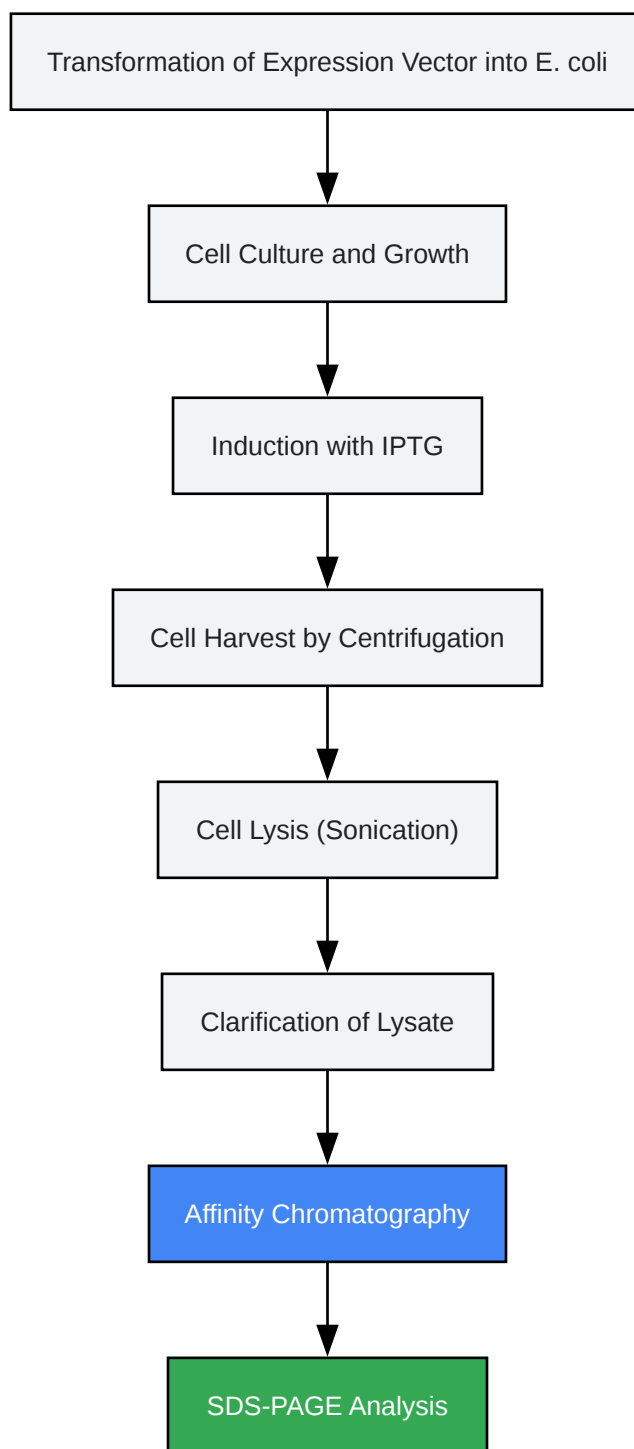 Transformation of Expression Vector into E. coli
Cell Culture and Growth
Induction with IPTG
Cell Harvest by Centrifugation
Cell Lysis (Sonication)
Clarification of Lysate
Affinity Chromatography
SDS-PAGE Analysis